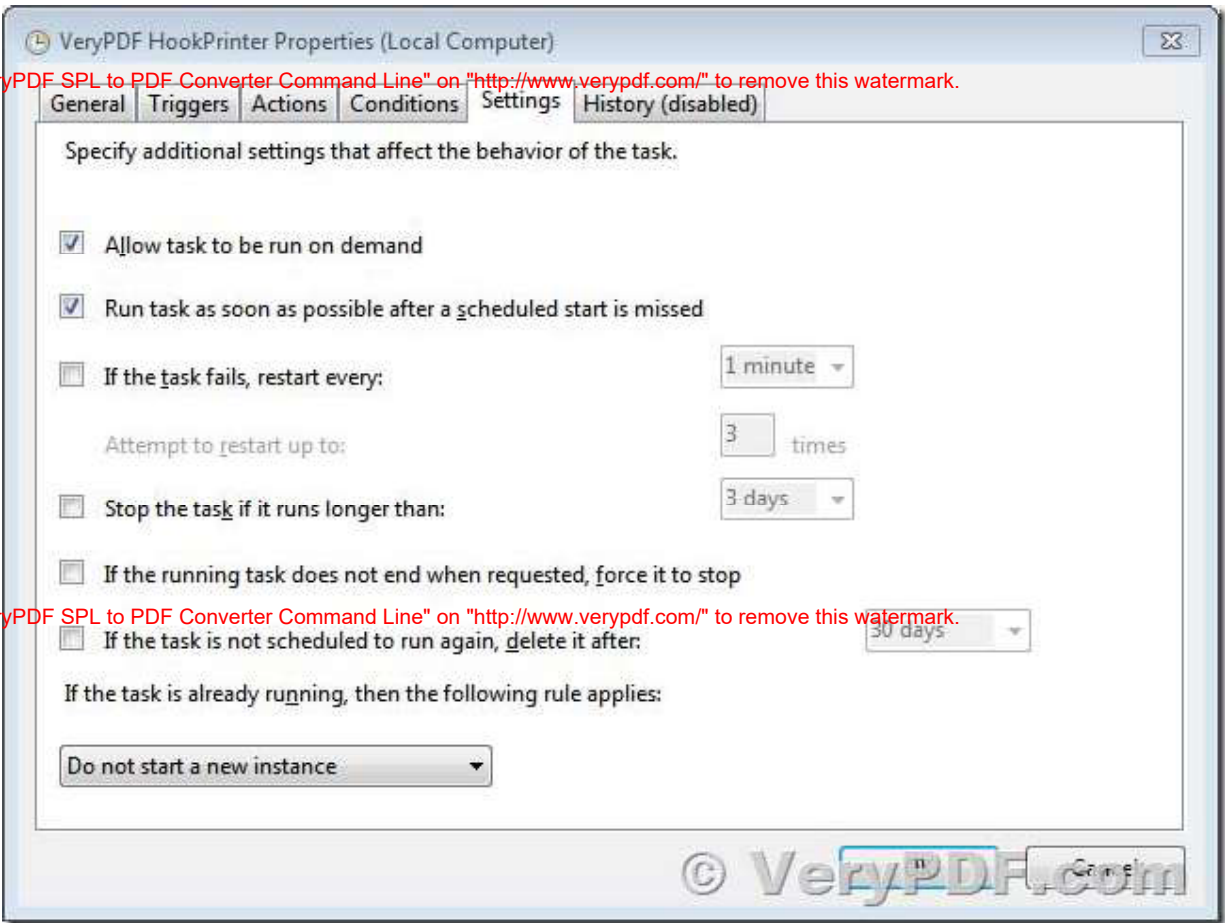 VeryPDF HookPrinter Properties (Local Computer)
yPDF SPL to PDF Converter Command Line" on "http://www.verypdf.com/" to remove this watermark.
General Triggers Actions Conditions Settings History (disabled)
Specify additional settings that affect the behavior of the task.
Allow task to be run on demand
Run task as soon as possible after a scheduled start is missed
If the task fails, restart every: 1 minute
Attempt to restart up to: 3 times
Stop the task if it runs longer than: 3 days
If the running task does not end when requested, force it to stop
yPDF SPL to PDF Converter Command Line" on "http://www.verypdf.com/" to remove this watermark.
If the task is not scheduled to run again, delete it after: 30 days
If the task is already running, then the following rule applies:
Do not start a new instance
© VeryPDF.com
Cancel